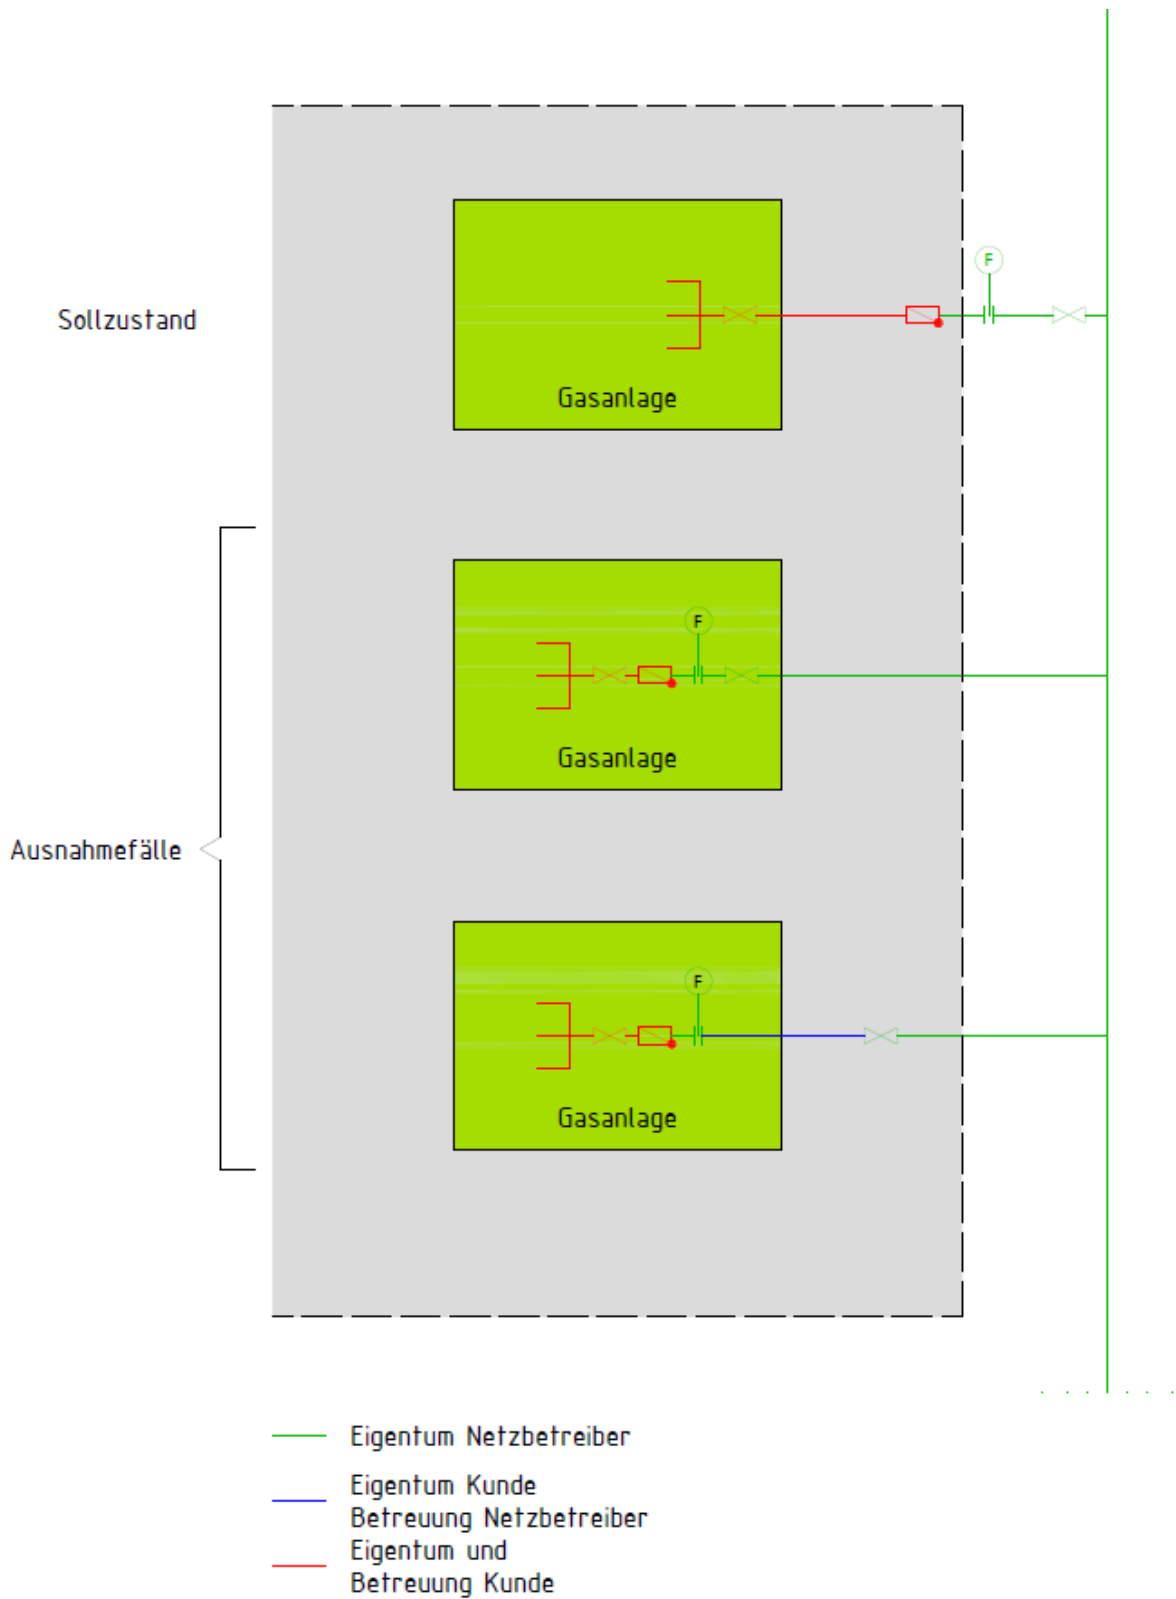 F
Sollzustand
Gasanlage
F
Gasanlage
Ausnahmefälle
F
Gasanlage
Eigentum Netzbetreiber
Eigentum Kunde
Betreuung Netzbetreiber
Eigentum und
Betreuung Kunde